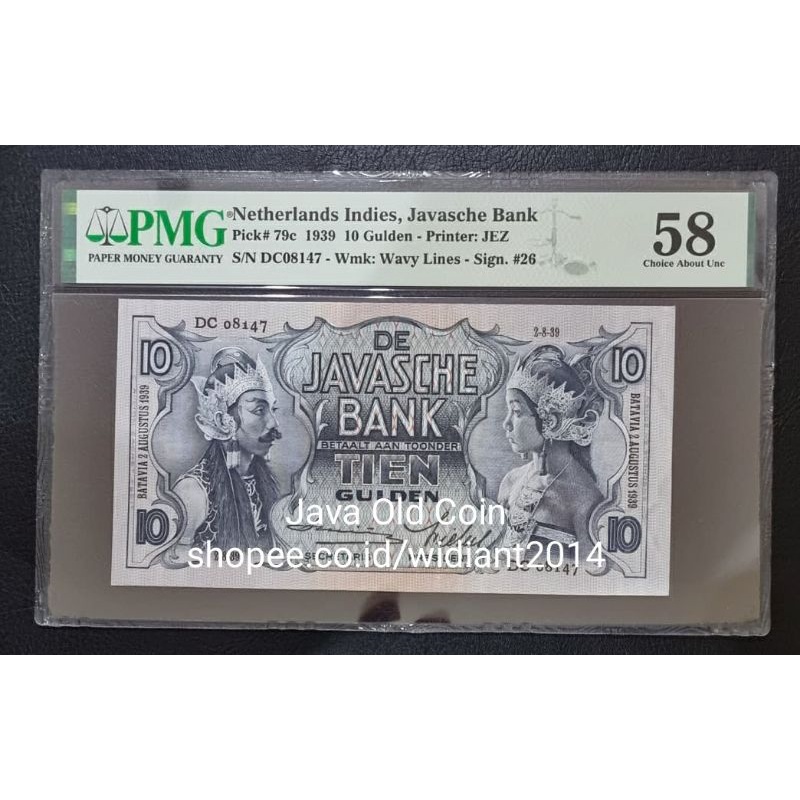 PMG®
PAPER MONEY GUARANTY
Netherlands Indies, Javasche Bank
Pick# 79c 1939 10 Gulden - Printer: JEZ
S/N DC08147 - Wmk: Wavy Lines - Sign. #26
58
Choice About Unc
DC 08147
2-8-39
10
10
DE
JAVASCHE
BANK
BETAALT AAN TOONDER
TIEN
GULDEN
BATAVIA 2 AUGUSTUS 1939
BATAVIA 2 AUGUSTUS 1939
Java Old Coin
shopee.co.id/widiant2014
10
10
DC 08147